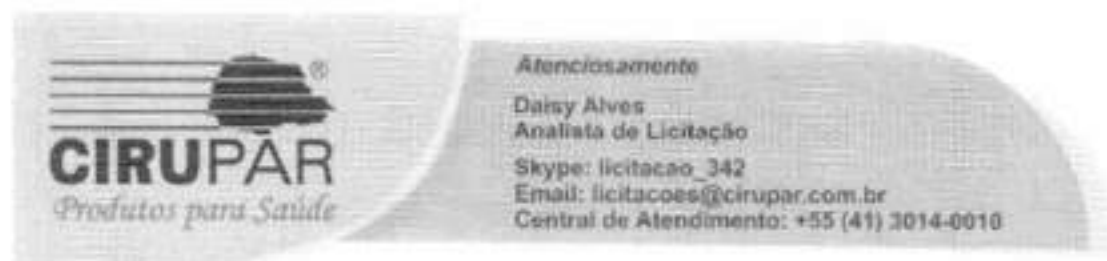 ®
CIRUPAR
Produtos para Saúde
Atenciosamente
Daisy Alves
Analista de Licitação
Skype: licitacao_342
Email: licitacoes@cirupar.com.br
Central de Atendimento: +55 (41) 3014-0010